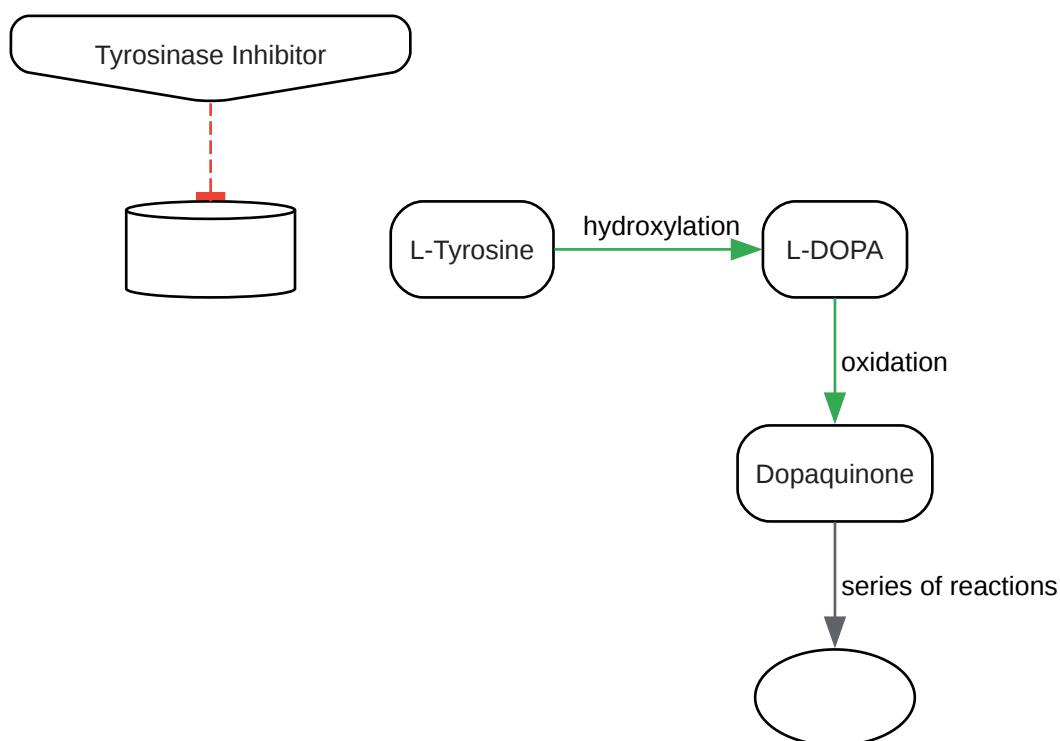 Tyrosinase Inhibitor
L-Tyrosine
hydroxylation
L-DOPA
oxidation
Dopaquinone
series of reactions